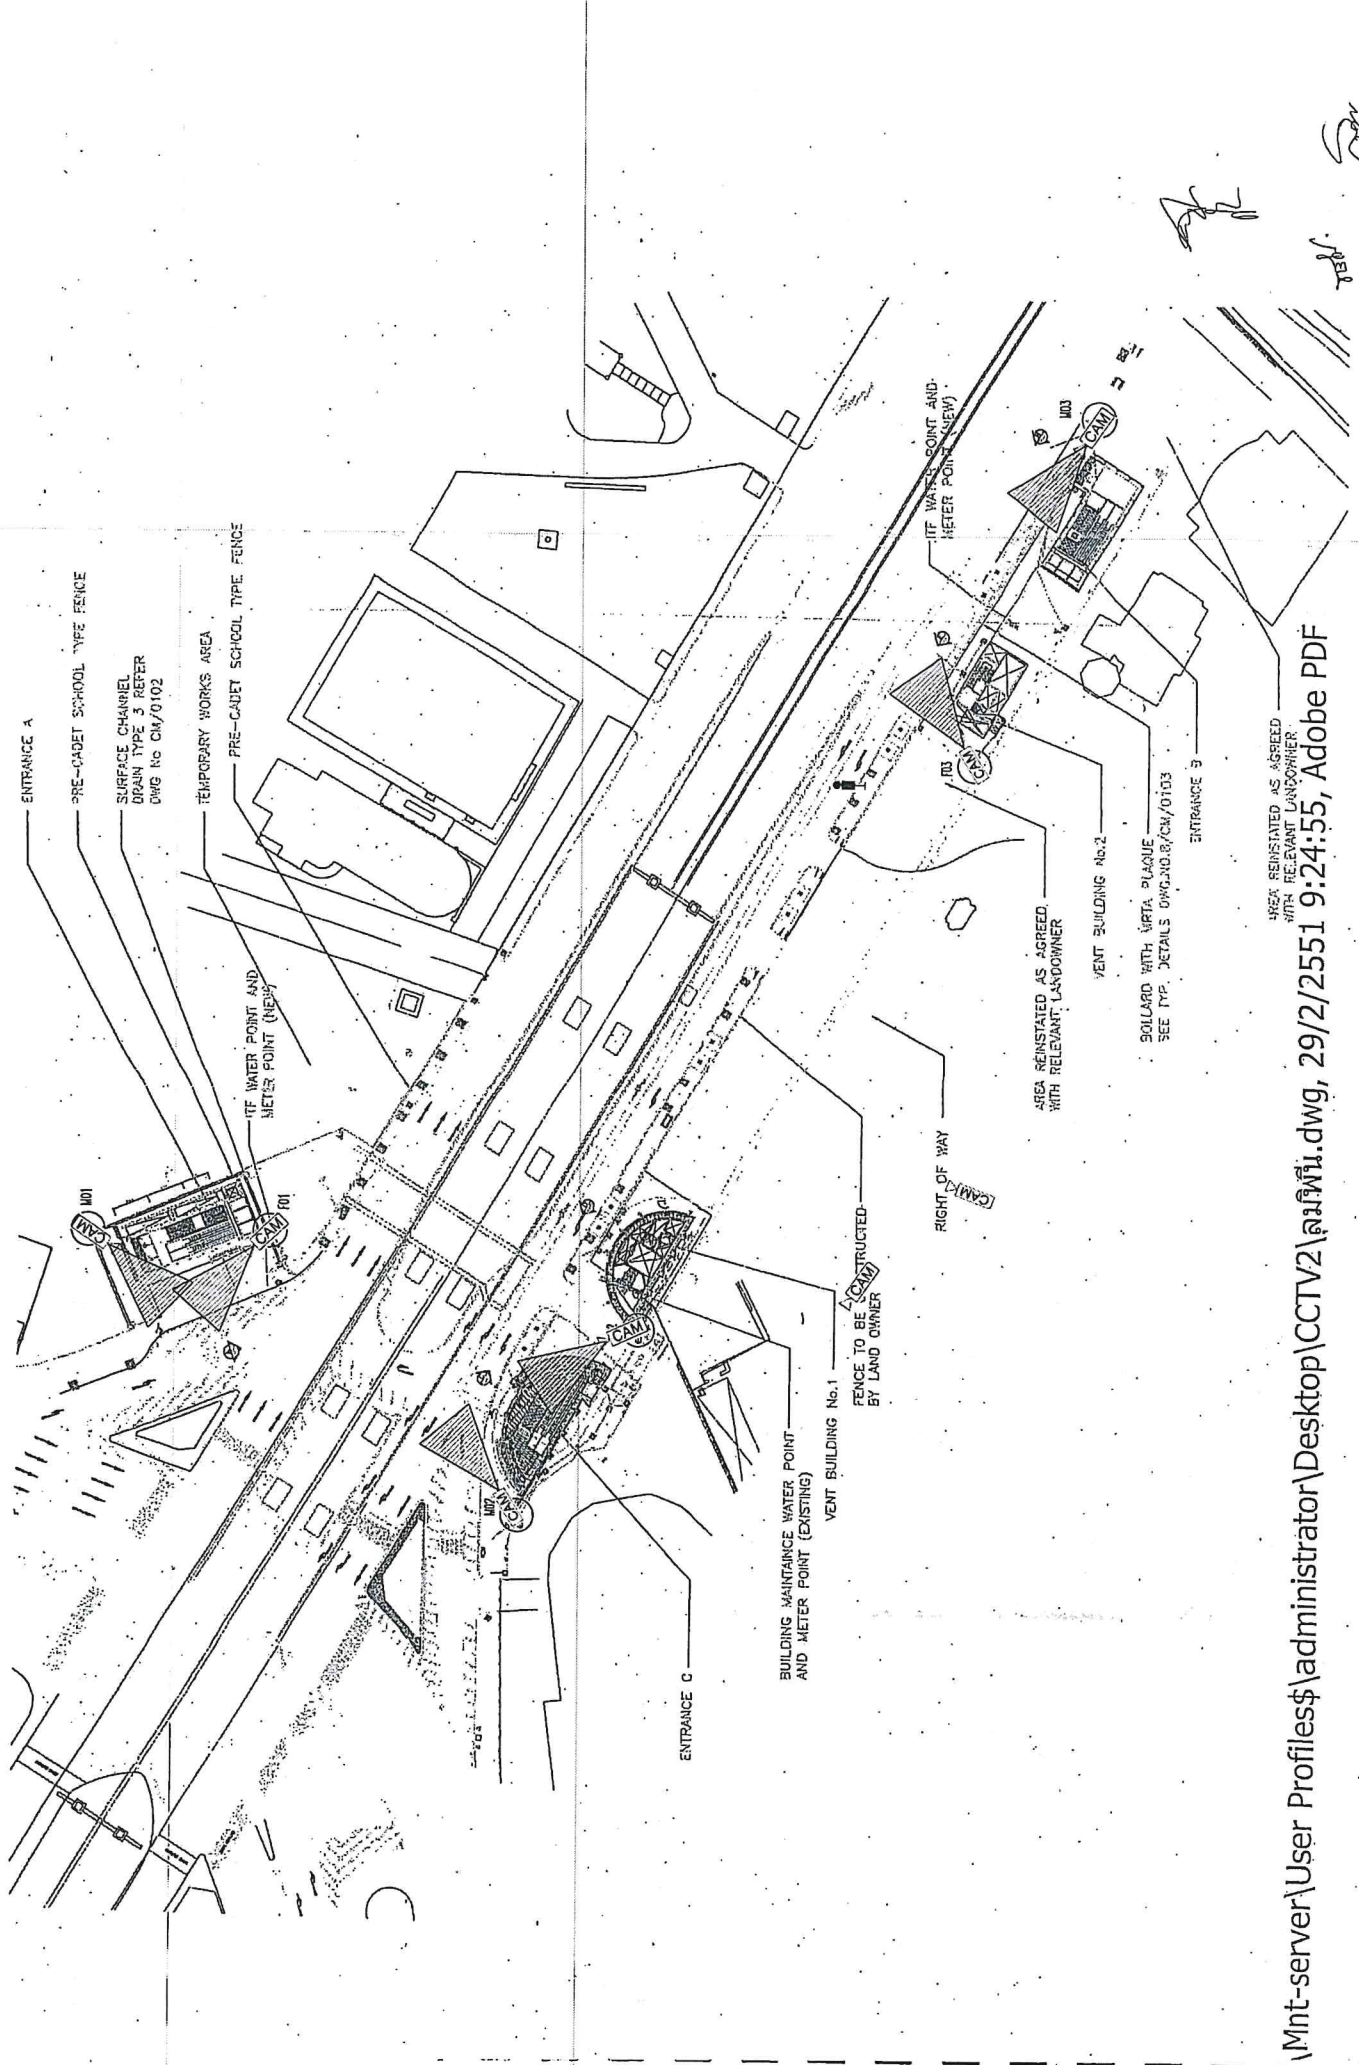 ENTRANCE A
PRE-CADET SCHOOL TYPE FENCE
SURFACE CHANNEL
DRAIN TYPE 3 REFER
DWG No CM/0102
TEMPORARY WORKS AREA
PRE-CADET SCHOOL TYPE FENCE
ITF WATER POINT AND
METER POINT (NEW)
M01
CAM
CAM
F01
ITF WATER POINT AND
METER POINT (NEW)
M03
CAM
F03
CAM
CAM
M02
CAM
ENTRANCE C
BUILDING MAINTAINCE WATER POINT
AND METER POINT (EXISTING)
VENT BUILDING No.1
FENCE TO BE
CAM
TRUCTED
BY LAND OWNER
RIGHT OF WAY
CAM
AREA REINSTATED AS AGREED
WITH RELEVANT LANDOWNER
VENT BUILDING No.2
BOLLARD WITH MRTA PLAQUE
SEE TYP. DETAILS DWG.NO.B/CM/0103
ENTRANCE B
AREA REINSTATED AS AGREED
WITH RELEVANT LANDOWNER
\Mnt-server\User Profiles$\administrator\Desktop\CCTV2\ลุมพินี.dwg, 29/2/2551 9:24:55, Adobe PDF